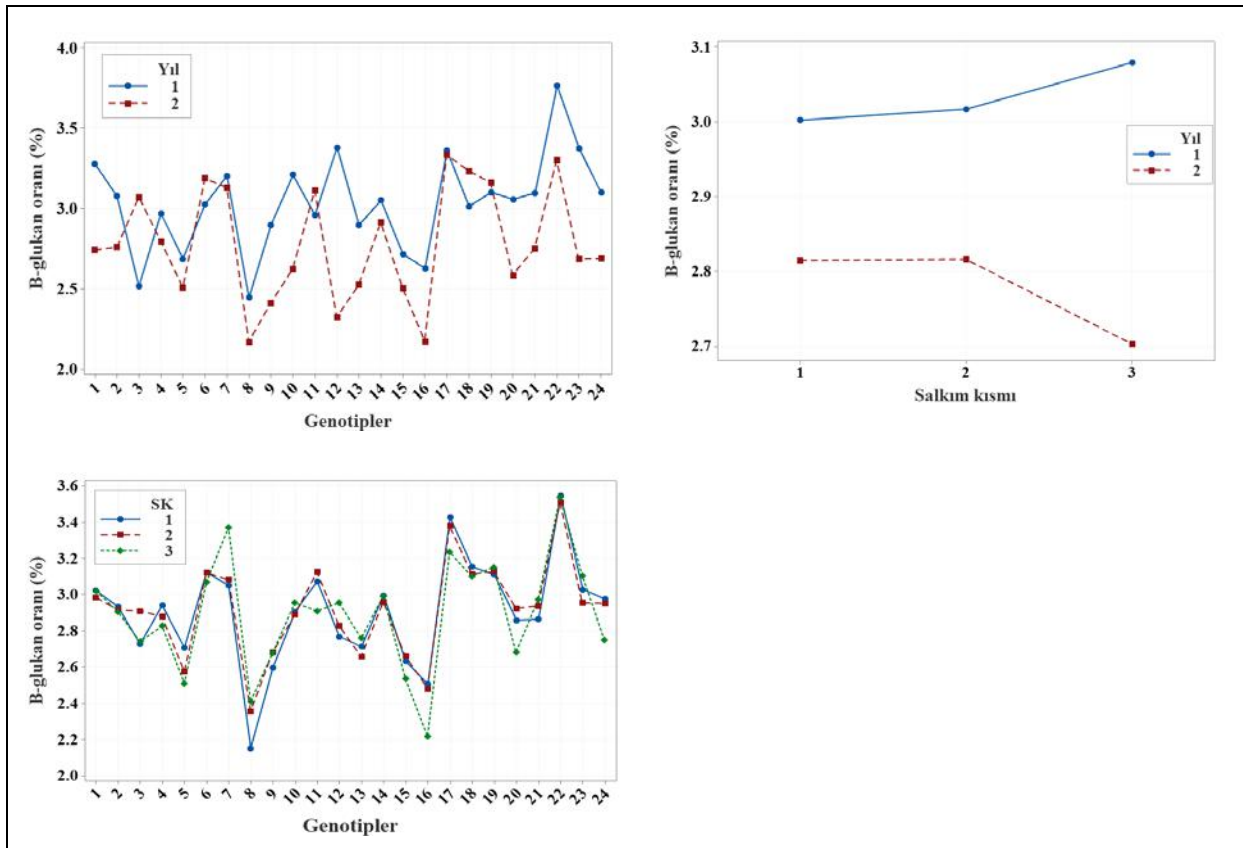 4.0
3.5
3.0
2.5
2.0
B-glukan oranı (%)
Yıl
1
2
1 2 3 4 5 6 7 8 9 10 11 12 13 14 15 16 17 18 19 20 21 22 23 24
Genotipler
3.1
3.0
2.9
2.8
2.7
B-glukan oranı (%)
Yıl
1
2
1 2 3
Salkım kısmı
3.6
3.4
3.2
3.0
2.8
2.6
2.4
2.2
2.0
B-glukan oranı (%)
SK
1
2
3
1 2 3 4 5 6 7 8 9 10 11 12 13 14 15 16 17 18 19 20 21 22 23 24
Genotipler